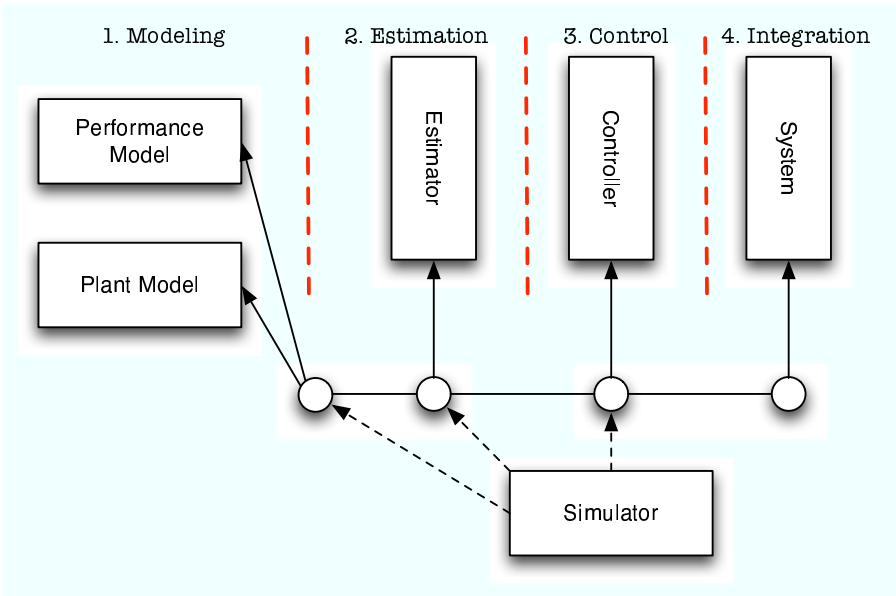 1. Modeling
2. Estimation
3. Control
4. Integration
Performance
Model
Plant Model
Estimator
Controller
System
Simulator